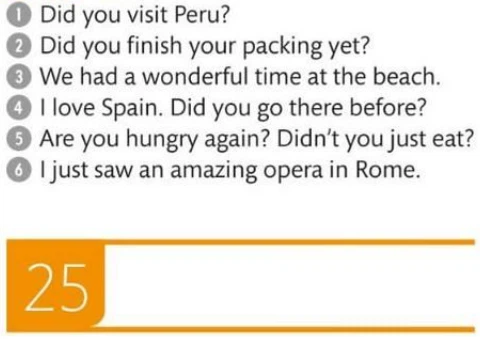 1 Did you visit Peru?
2 Did you finish your packing yet?
3 We had a wonderful time at the beach.
4 I love Spain. Did you go there before?
5 Are you hungry again? Didn't you just eat?
6 I just saw an amazing opera in Rome.
25